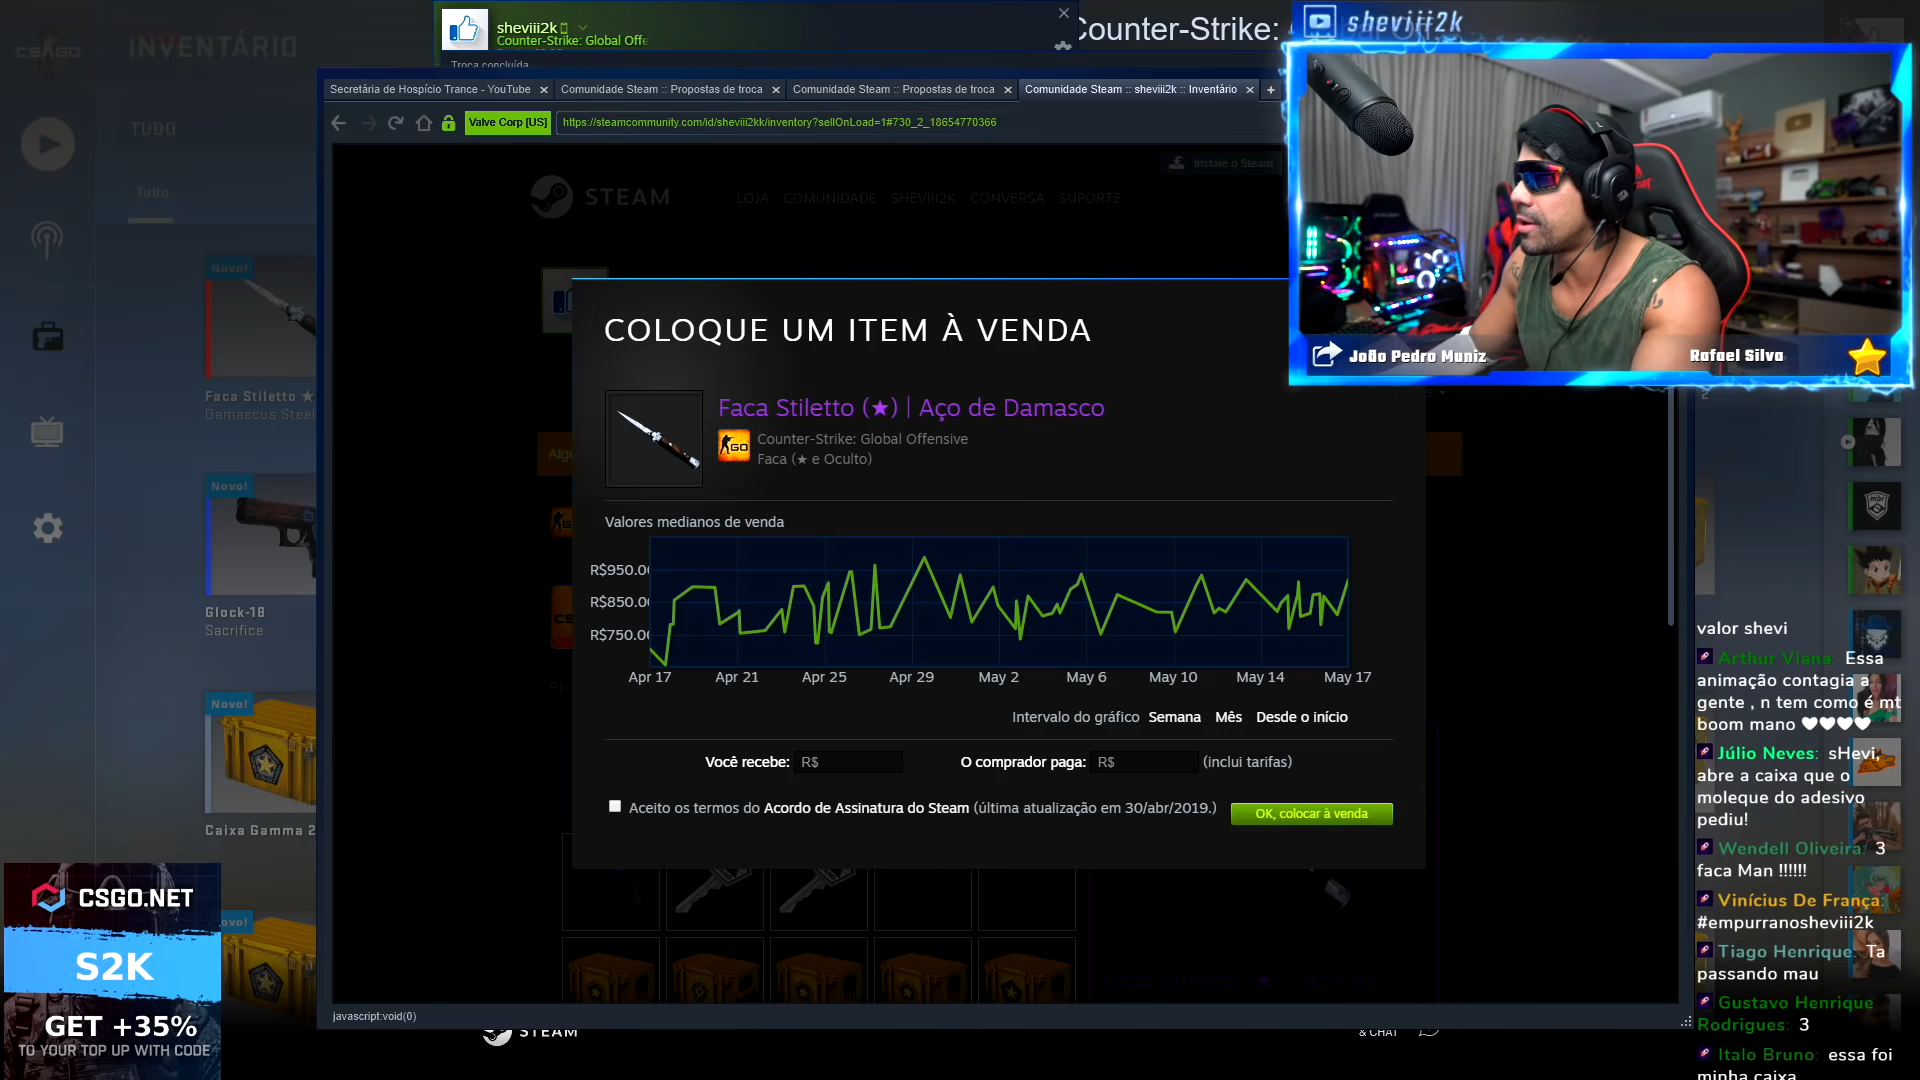 CS:GO INVENTÁRIO
TUDO
Tudo
Novo!
Faca Stiletto ★
Damascus Steel
Novo!
Glock-18
Sacrifice
Novo!
Caixa Gamma 2
CSGO.NET
S2K
GET +35%
TO YOUR TOP UP WITH CODE
sheviii2k
Counter-Strike: Global Offe
Troca concluída
Counter-Strike:
Secretária de Hospício Trance - YouTube
Comunidade Steam :: Propostas de troca
Comunidade Steam :: Propostas de troca
Comunidade Steam :: sheviii2k :: Inventário
Valve Corp [US]
https://steamcommunity.com/id/sheviii2kk/inventory?sellOnLoad=1#730_2_18654770366
Instale o Steam
STEAM
LOJA COMUNIDADE SHEVIII2K CONVERSA SUPORTE
COLOQUE UM ITEM À VENDA
Faca Stiletto (★) | Aço de Damasco
GO
Counter-Strike: Global Offensive
Faca (★ e Oculto)
Valores medianos de venda
R$950.0
R$850.0
R$750.0
Apr 17 Apr 21 Apr 25 Apr 29 May 2 May 6 May 10 May 14 May 17
Intervalo do gráfico Semana Mês Desde o início
Você recebe: R$ O comprador paga: R$ (inclui tarifas)
Aceito os termos do Acordo de Assinatura do Steam (última atualização em 30/abr/2019.)
OK, colocar à venda
javascript:void(0)
STEAM
& CHAT
sheviii2k
João Pedro Muniz
Rafael Silva
valor shevi
Arthur Viana: Essa
animação contagia a
gente , n tem como é mt
boom mano ♥♥♥♥
Júlio Neves: sHevi,
abre a caixa que o
moleque do adesivo
pediu!
Wendell Oliveira: 3
faca Man !!!!!!
Vinícius De França:
#empurranosheviii2k
Tiago Henrique: Ta
passando mau
Gustavo Henrique
Rodrigues: 3
Italo Bruno: essa foi
minha caixa